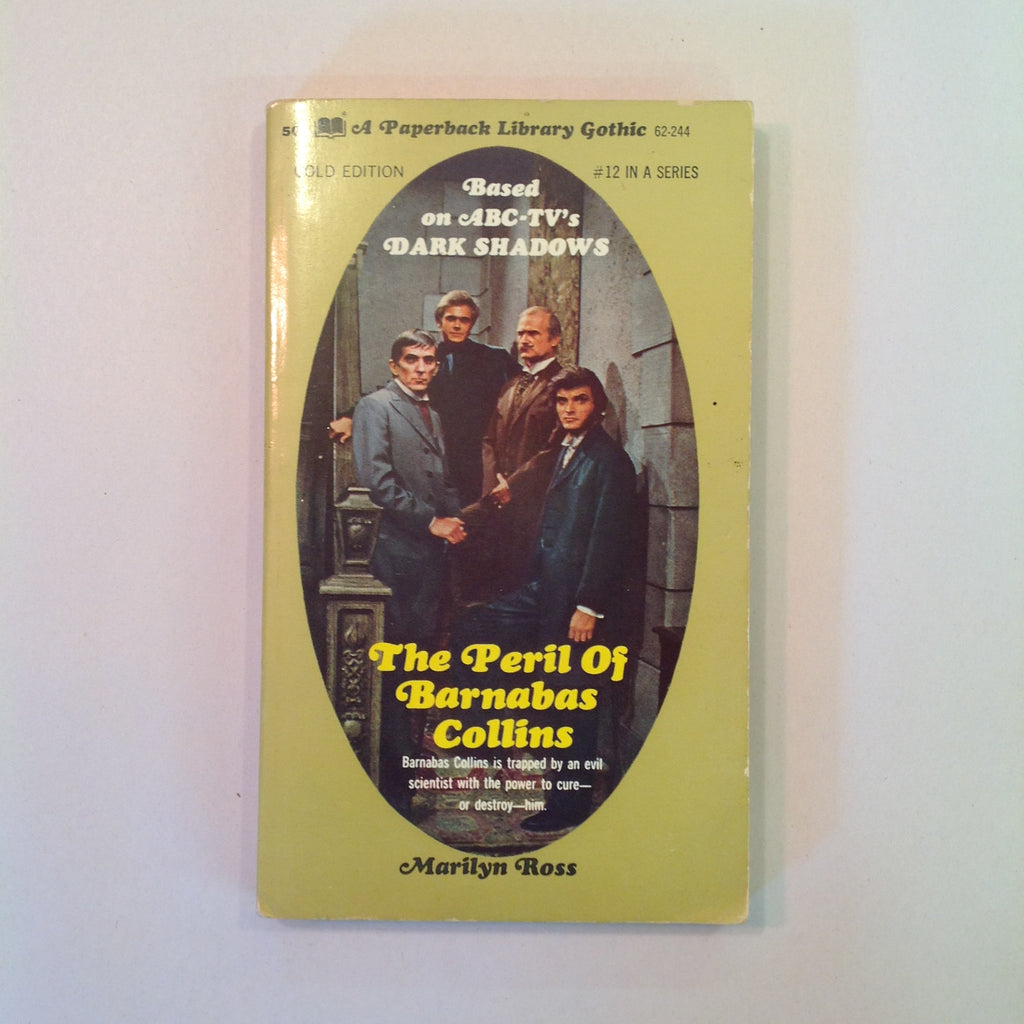 A Paperback Library Gothic 62-244
GOLD EDITION #12 IN A SERIES
Based
on ABC-TV's
DARK SHADOWS
The Peril Of
Barnabas
Collins
Barnabas Collins is trapped by an evil
scientist with the power to cure—
or destroy—him.
Marilyn Ross